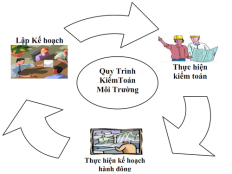 Lập Kế hoạch
Quy Trình
KiểmToán
Môi Trường
Thực hiện
kiểm toán
Thực hiện kế hoạch
hành động